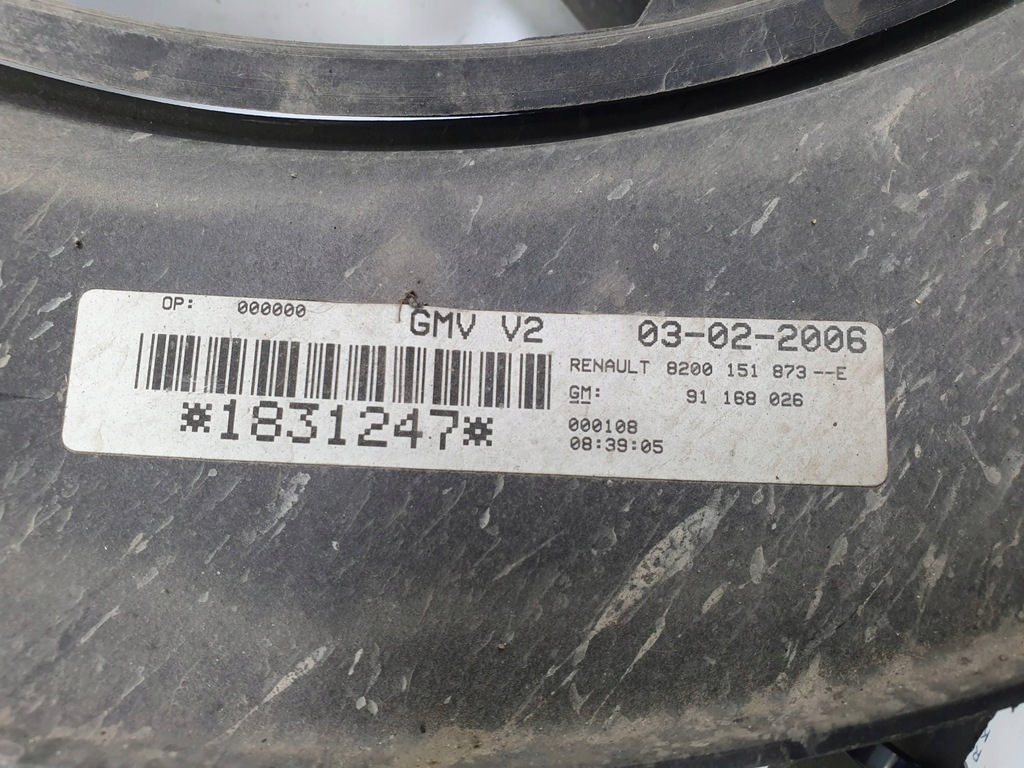 OP: 000000
GMV V2 03-02-2006
RENAULT 8200 151 873--E
GM: 91 168 026
*1831247*
000108
08:39:05